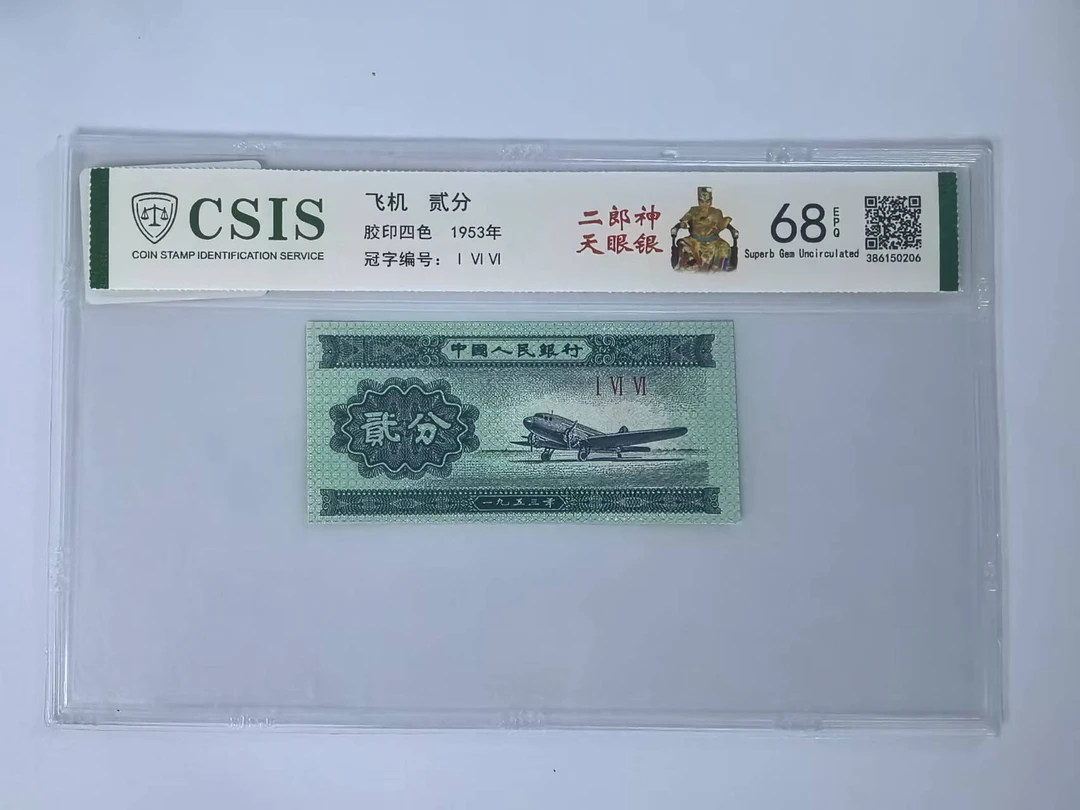 CSIS
COIN STAMP IDENTIFICATION SERVICE
飞机 贰分
胶印四色 1953年
冠字编号：Ⅰ Ⅵ Ⅵ
二郎神
天眼银
68 EPQ
Superb Gem Uncirculated
386150206
中國人民銀行
Ⅰ Ⅵ Ⅵ
貳分
一九五三年